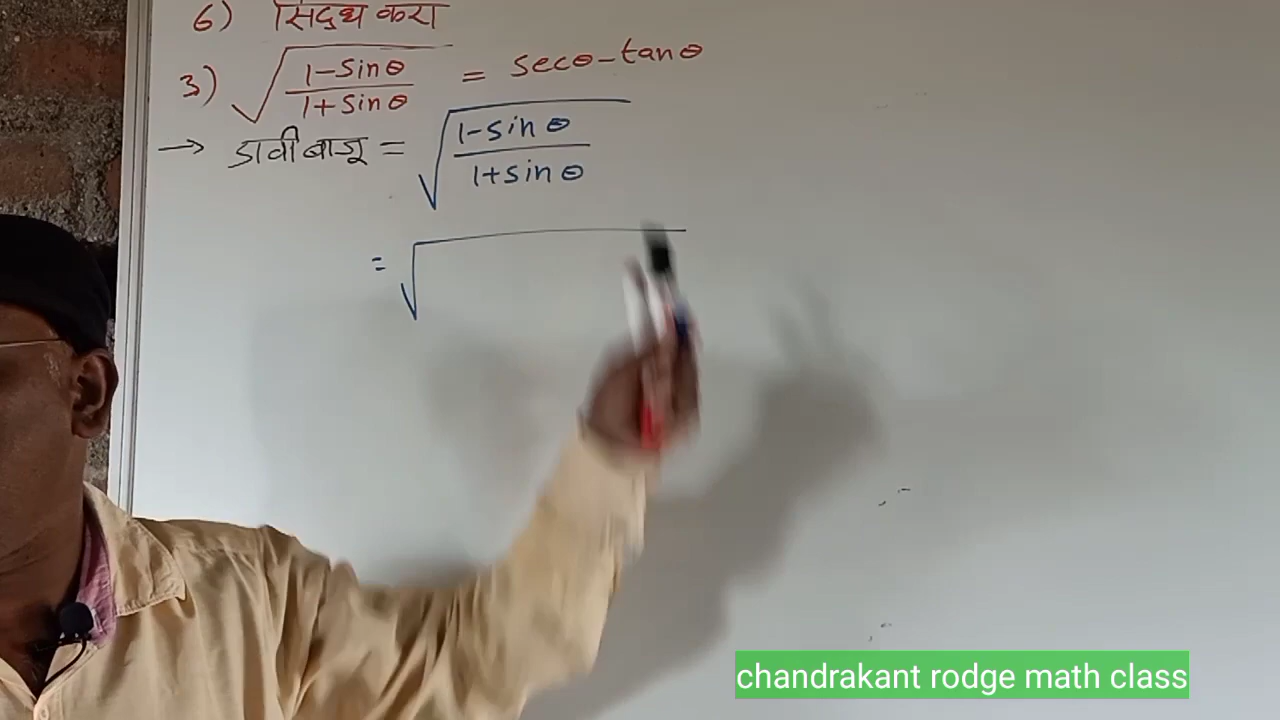 6) सिद्ध करा
3) √((1-sinθ)/(1+sinθ)) = secθ-tanθ
→ डावी बाजू = √((1-sinθ)/(1+sinθ))
= √
chandrakant rodge math class